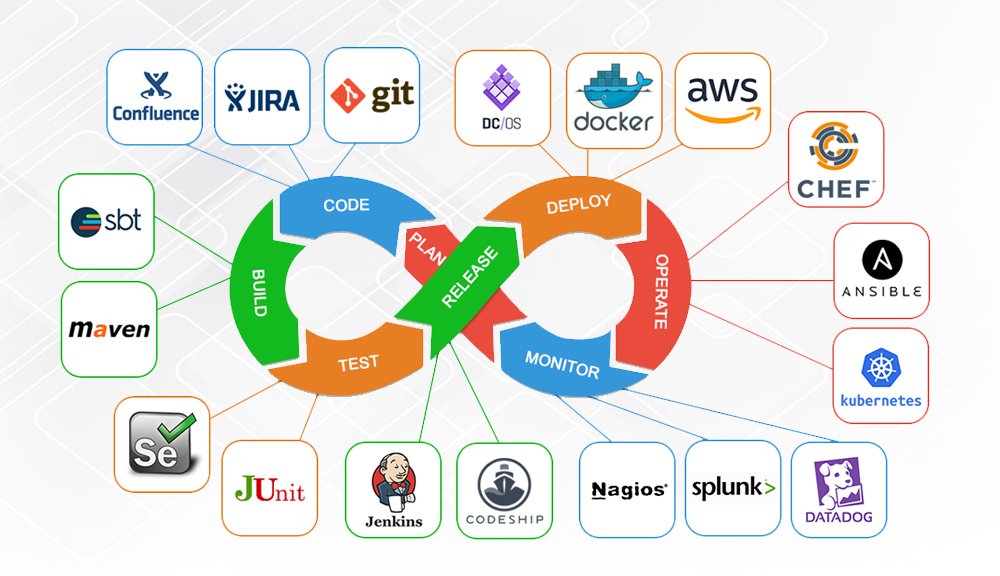 Confluence
JIRA
git
DC/OS
docker
aws
CHEF™
sbt
maven
ANSIBLE
kubernetes
CODE
PLAN
BUILD
TEST
RELEASE
DEPLOY
OPERATE
MONITOR
Se
JUnit
Jenkins
CODESHIP
Nagios®
splunk>
DATADOG